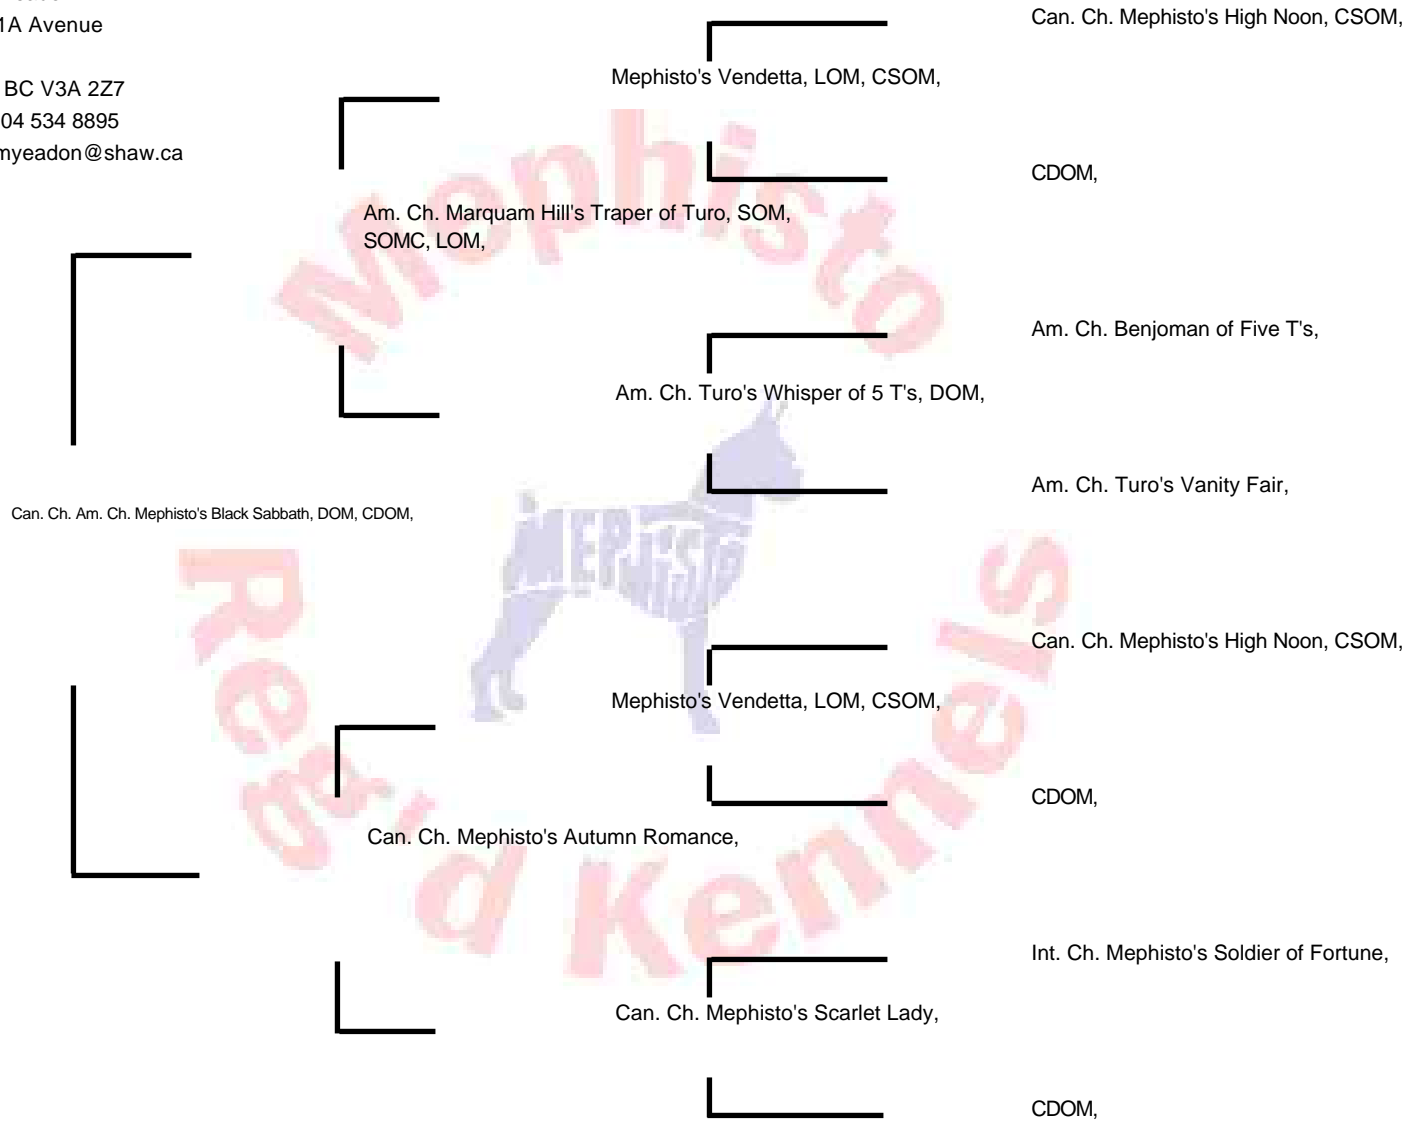 1A Avenue
BC V3A 2Z7
04 534 8895
myeadon@shaw.ca
Can. Ch. Mephisto's High Noon, CSOM,
Mephisto's Vendetta, LOM, CSOM,
CDOM,
Am. Ch. Marquam Hill's Traper of Turo, SOM,
SOMC, LOM,
Am. Ch. Benjoman of Five T's,
Am. Ch. Turo's Whisper of 5 T's, DOM,
Am. Ch. Turo's Vanity Fair,
Can. Ch. Am. Ch. Mephisto's Black Sabbath, DOM, CDOM,
Can. Ch. Mephisto's High Noon, CSOM,
Mephisto's Vendetta, LOM, CSOM,
CDOM,
Can. Ch. Mephisto's Autumn Romance,
Int. Ch. Mephisto's Soldier of Fortune,
Can. Ch. Mephisto's Scarlet Lady,
CDOM,
Mephisto
MEPHISTO
Reg'd Kennels